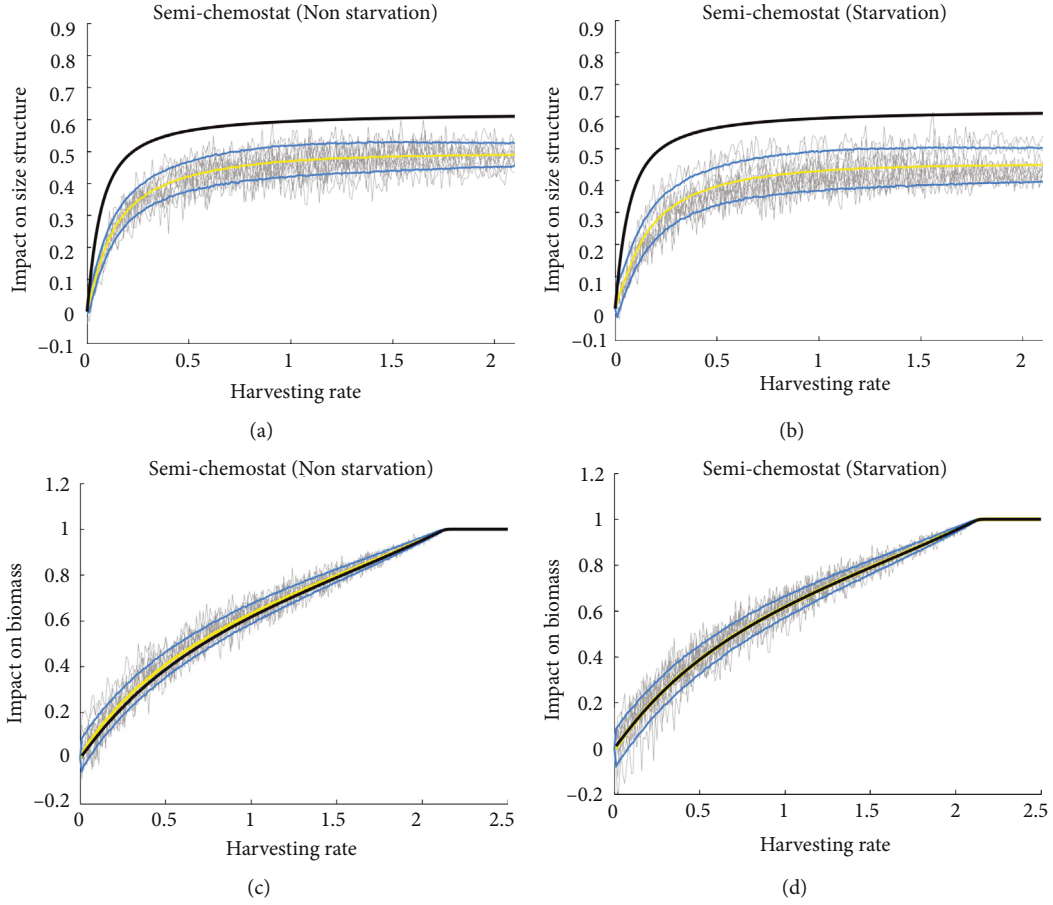 Semi-chemostat (Non starvation)
0.9
0.8
0.7
0.6
0.5
0.4
0.3
0.2
0.1
0
−0.1
Impact on size structure
0 0.5 1 1.5 2
Harvesting rate
(a)
Semi-chemostat (Starvation)
0.9
0.8
0.7
0.6
0.5
0.4
0.3
0.2
0.1
0
−0.1
Impact on size structure
0 0.5 1 1.5 2
Harvesting rate
(b)
Semi-chemostat (Non starvation)
1.2
1
0.8
0.6
0.4
0.2
0
−0.2
Impact on biomass
0 0.5 1 1.5 2 2.5
Harvesting rate
(c)
Semi-chemostat (Starvation)
1.2
1
0.8
0.6
0.4
0.2
0
−0.2
Impact on biomass
0 0.5 1 1.5 2 2.5
Harvesting rate
(d)